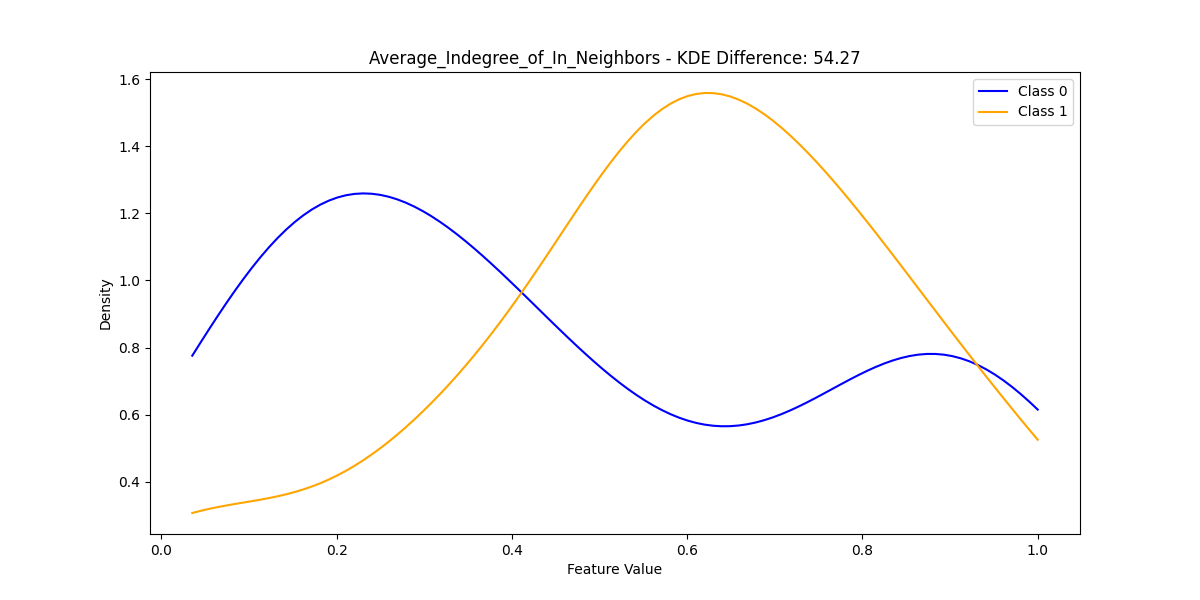 Average_Indegree_of_In_Neighbors - KDE Difference: 54.27
Class 0
Class 1
Density
1.6
1.4
1.2
1.0
0.8
0.6
0.4
0.0 0.2 0.4 0.6 0.8 1.0
Feature Value